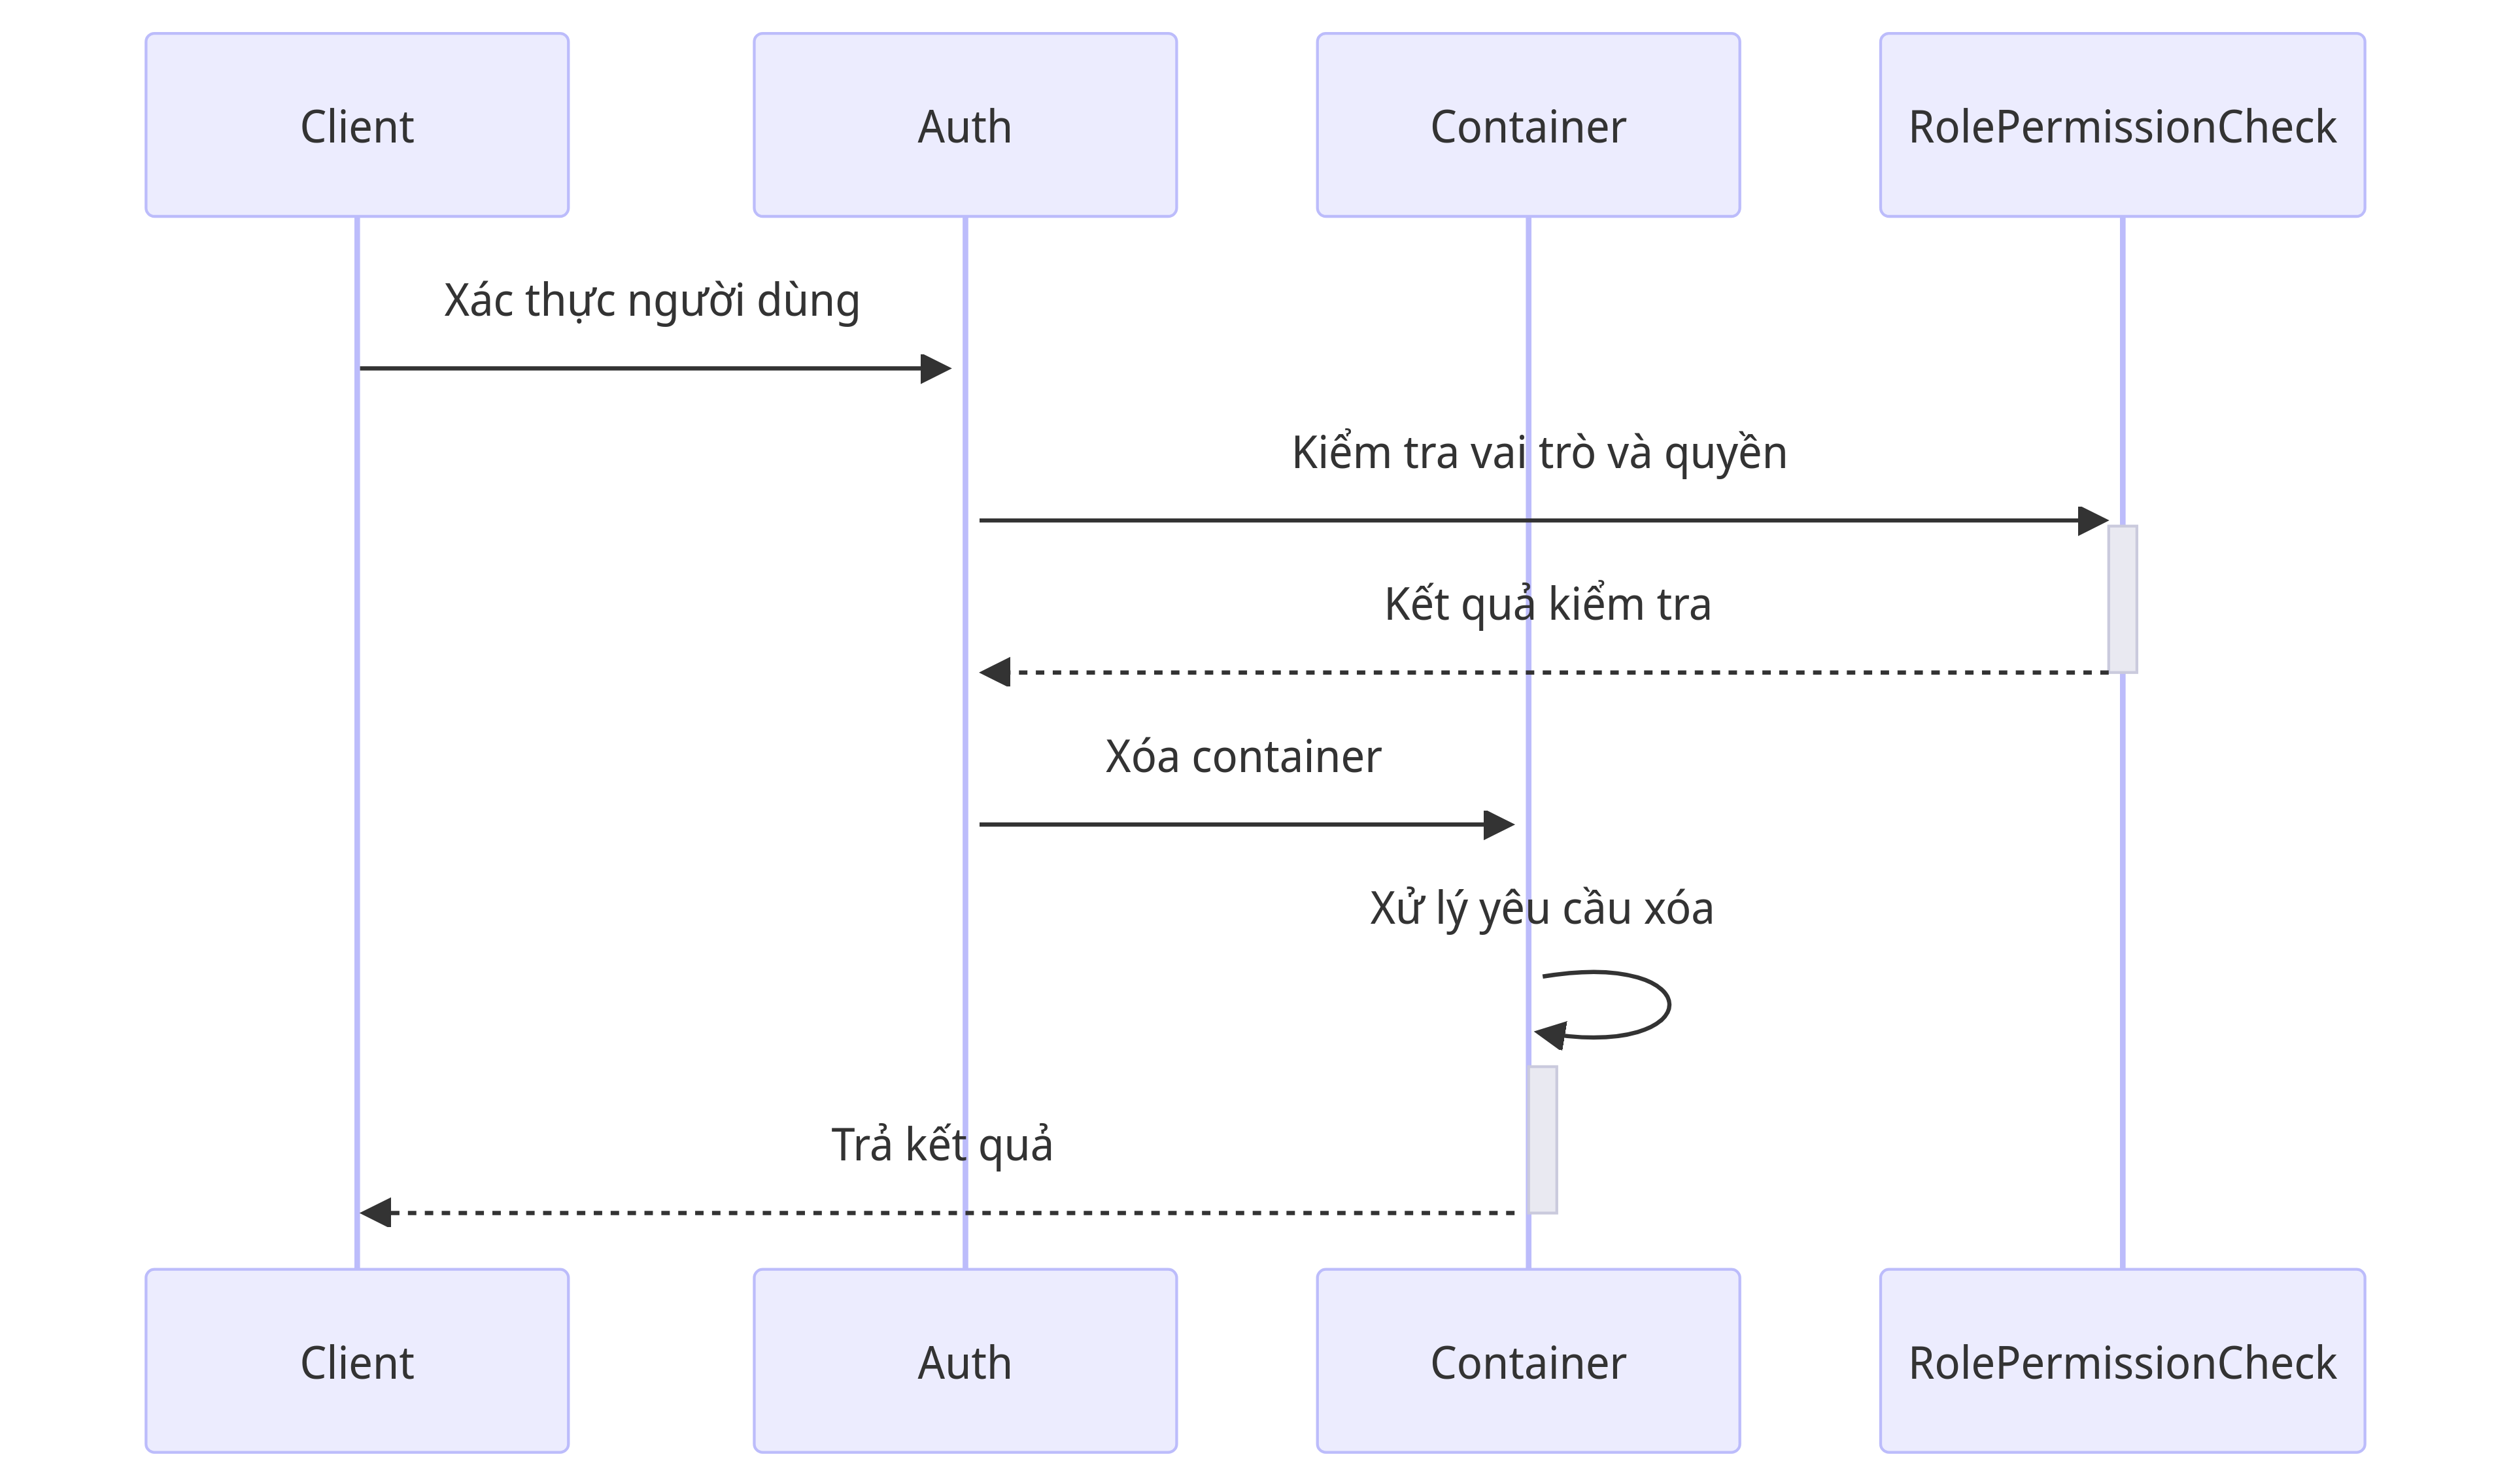 Client
Auth
Container
RolePermissionCheck
Xác thực người dùng
Kiểm tra vai trò và quyền
Kết quả kiểm tra
Xóa container
Xử lý yêu cầu xóa
Trả kết quả
Client
Auth
Container
RolePermissionCheck